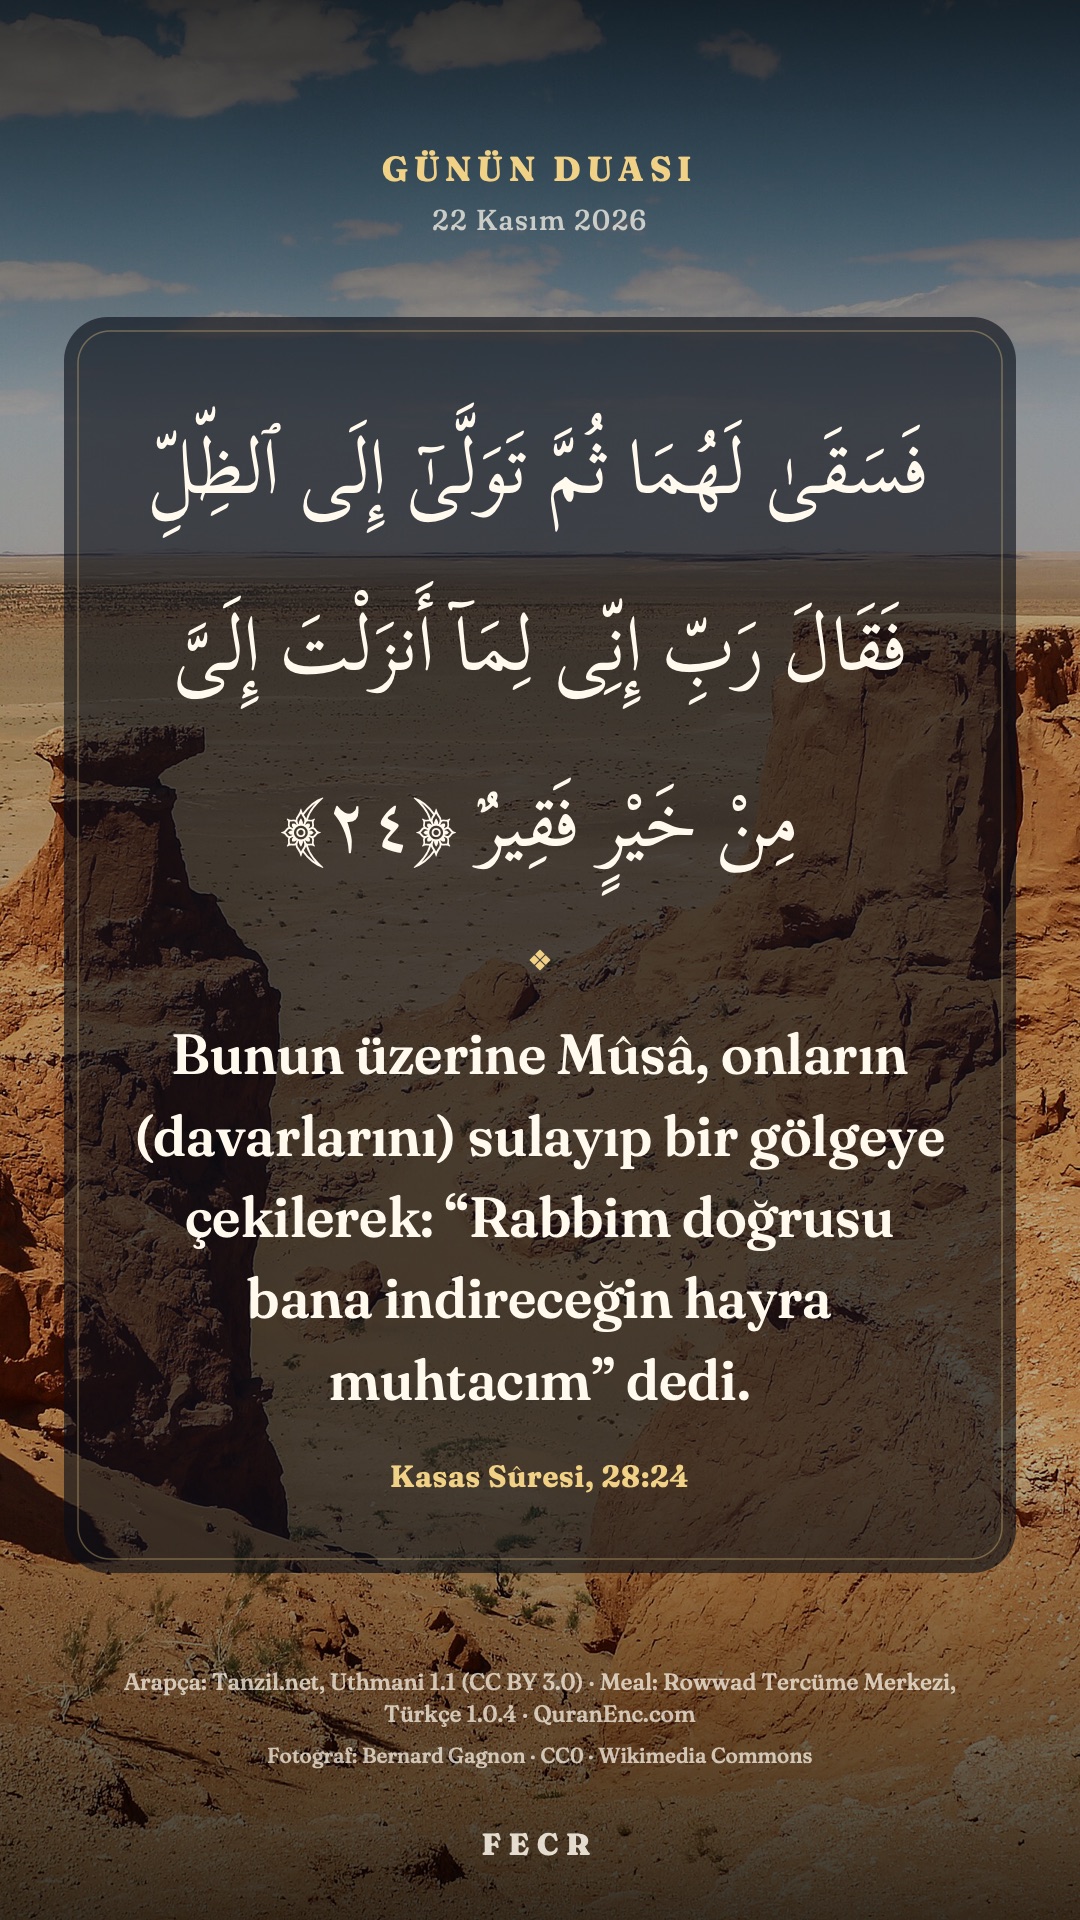 GÜNÜN DUASI
22 Kasım 2026
فَسَقَىٰ لَهُمَا ثُمَّ تَوَلَّىٰٓ إِلَى ٱلظِّلِّ
فَقَالَ رَبِّ إِنِّى لِمَآ أَنزَلْتَ إِلَىَّ
مِنْ خَيْرٍ فَقِيرٌ ﴿٢٤﴾
Bunun üzerine Mûsâ, onların
(davarlarını) sulayıp bir gölgeye
çekilerek: “Rabbim doğrusu
bana indireceğin hayra
muhtacım” dedi.
Kasas Sûresi, 28:24
Arapça: Tanzil.net, Uthmani 1.1 (CC BY 3.0) · Meal: Rowwad Tercüme Merkezi,
Türkçe 1.0.4 · QuranEnc.com
Fotoğraf: Bernard Gagnon · CC0 · Wikimedia Commons
FECR